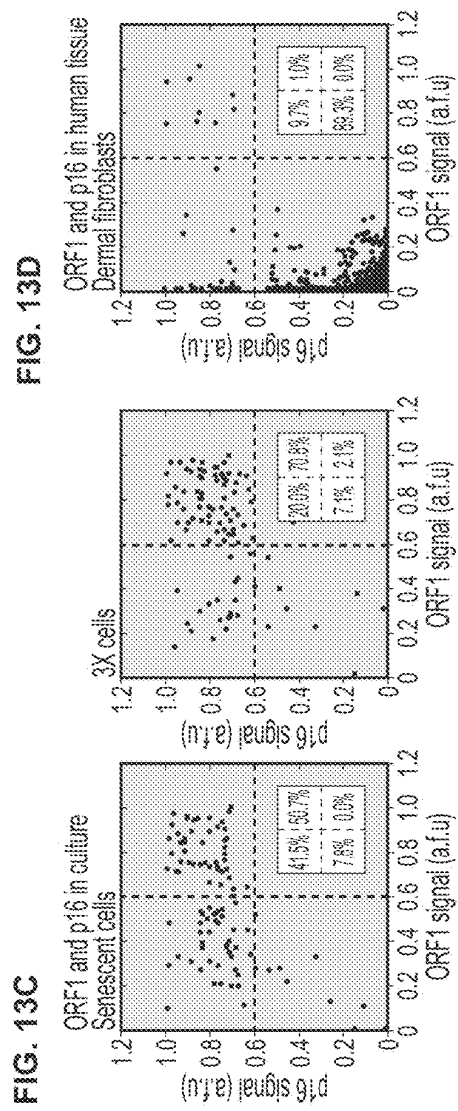 FIG. 13C
ORF1 and p16 in culture
Senescent cells
p16 signal (a.f.u)
1.2
1.0
0.8
0.6
0.4
0.2
0
41.5% 50.7%
7.8% 0.0%
0 0.2 0.4 0.6 0.8 1.0 1.2
ORF1 signal (a.f.u)
3X cells
p16 signal (a.f.u)
1.2
1.0
0.8
0.6
0.4
0.2
0
20.0% 70.8%
7.1% 2.1%
0 0.2 0.4 0.6 0.8 1.0 1.2
ORF1 signal (a.f.u)
FIG. 13D
ORF1 and p16 in human tissue
Dermal fibroblasts
p16 signal (a.f.u)
1.2
1.0
0.8
0.6
0.4
0.2
0
9.7% 1.0%
89.3% 0.0%
0 0.2 0.4 0.6 0.8 1.0 1.2
ORF1 signal (a.f.u)